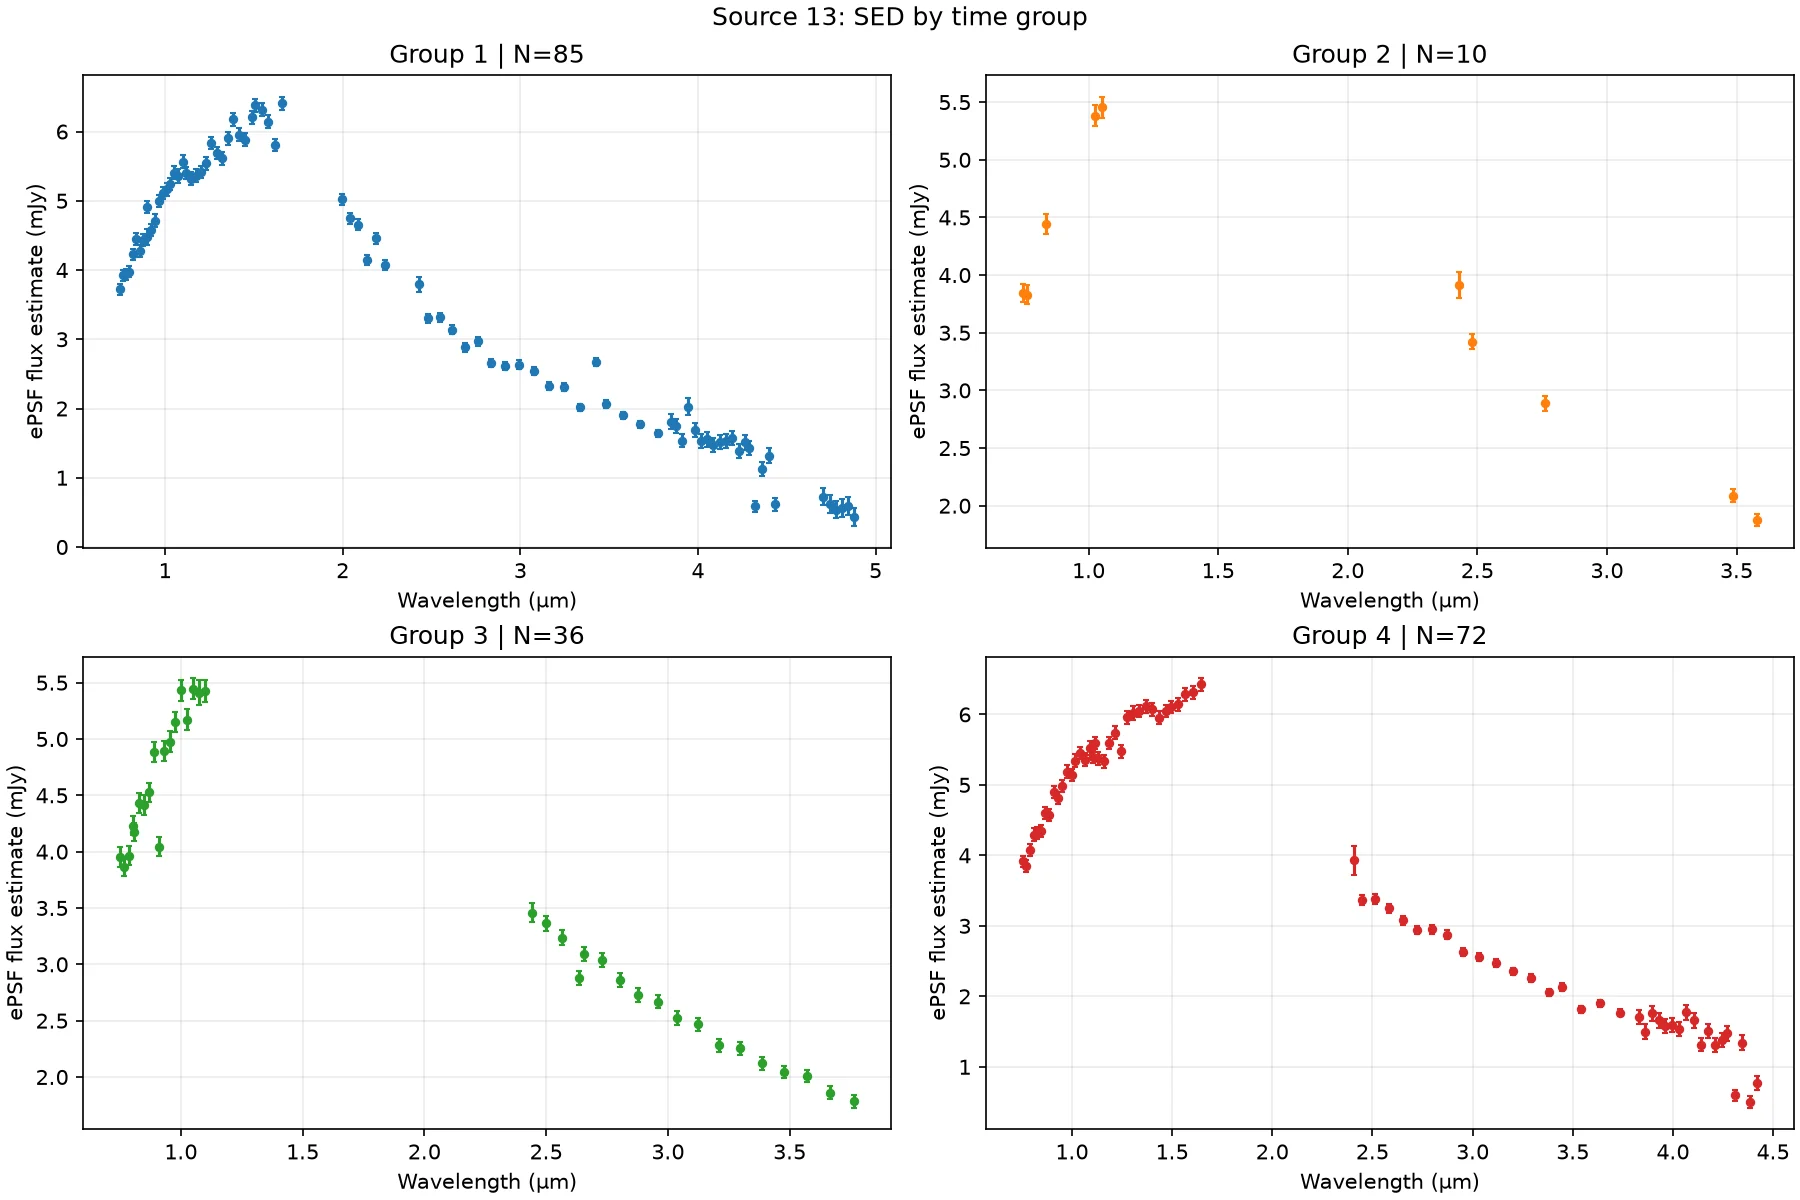 Source 13: SED by time group
Group 1 | N=85
ePSF flux estimate (mJy)
6
5
4
3
2
1
0
1 2 3 4 5
Wavelength (μm)
Group 2 | N=10
ePSF flux estimate (mJy)
5.5
5.0
4.5
4.0
3.5
3.0
2.5
2.0
1.0 1.5 2.0 2.5 3.0 3.5
Wavelength (μm)
Group 3 | N=36
ePSF flux estimate (mJy)
5.5
5.0
4.5
4.0
3.5
3.0
2.5
2.0
1.0 1.5 2.0 2.5 3.0 3.5
Wavelength (μm)
Group 4 | N=72
ePSF flux estimate (mJy)
6
5
4
3
2
1
1.0 1.5 2.0 2.5 3.0 3.5 4.0 4.5
Wavelength (μm)